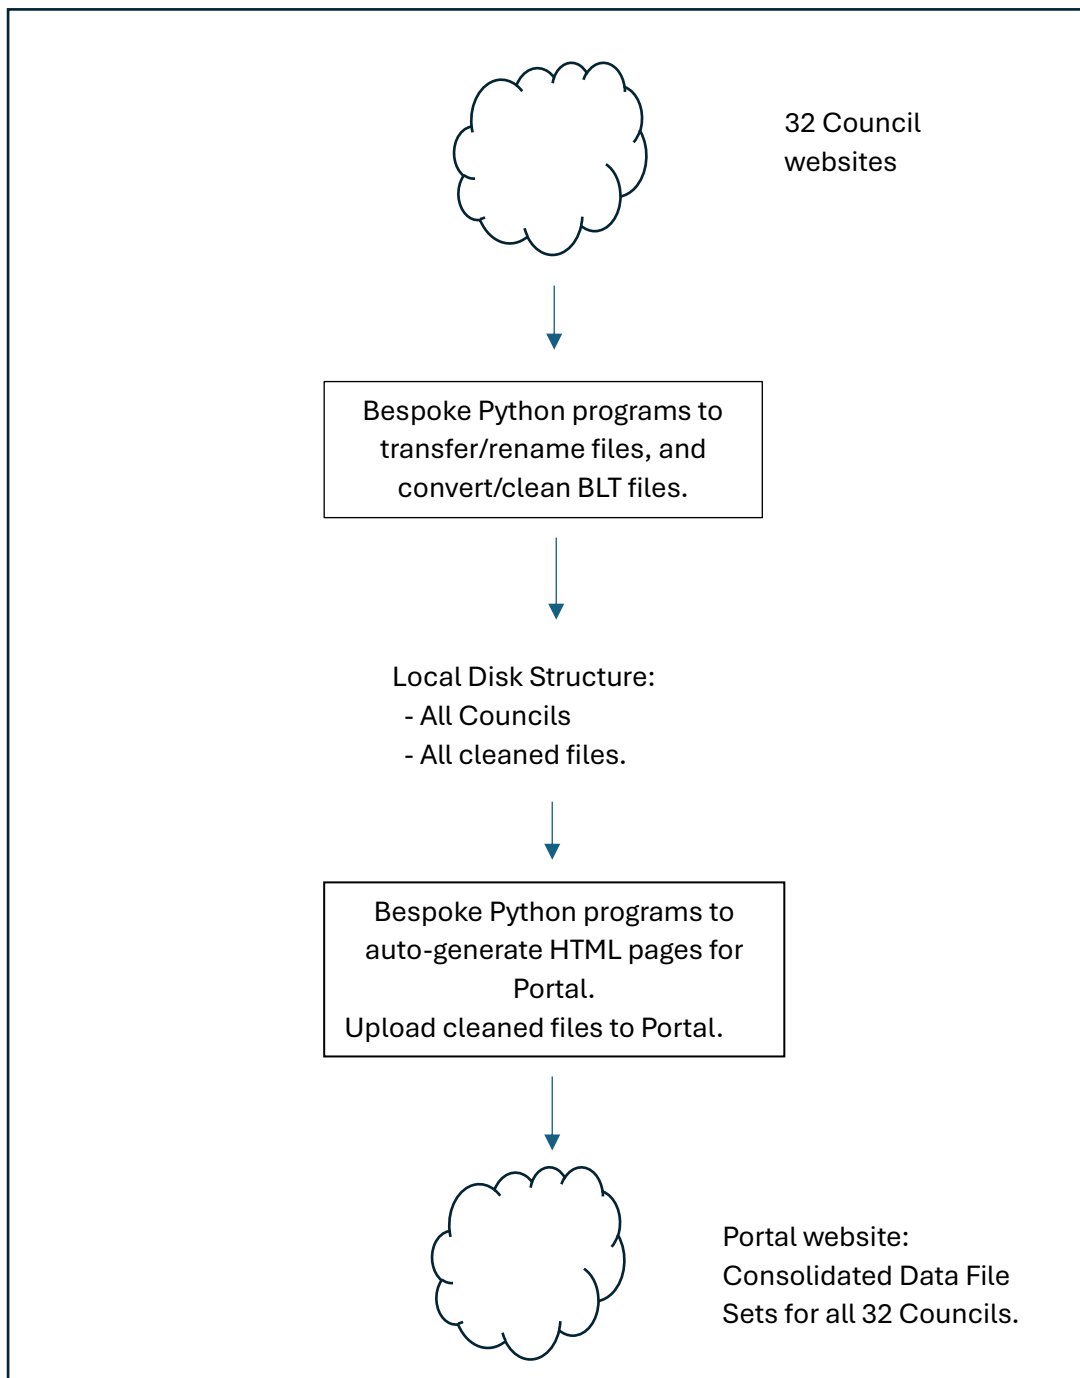 32 Council
websites
Bespoke Python programs to
transfer/rename files, and
convert/clean BLT files.
Local Disk Structure:
- All Councils
- All cleaned files.
Bespoke Python programs to
auto-generate HTML pages for
Portal.
Upload cleaned files to Portal.
Portal website:
Consolidated Data File
Sets for all 32 Councils.